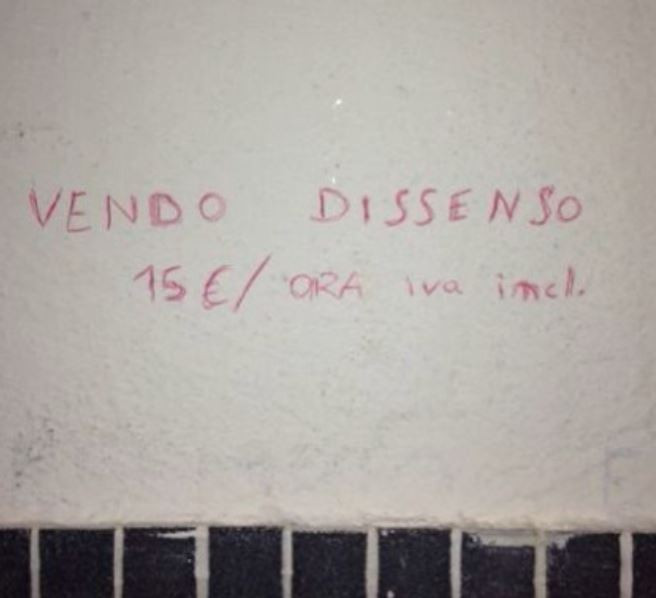 VENDO DISSENSO
15 €/ ORA iva incl.